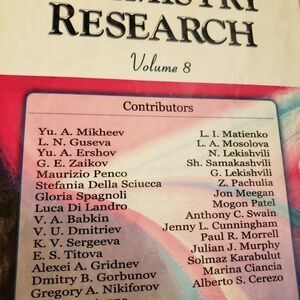 RESEARCH
Volume 8
Contributors
Yu. A. Mikheev
L. N. Guseva
Yu. A. Ershov
G. E. Zaikov
Maurizio Penco
Stefania Della Sciucca
Gloria Spagnoli
Luca Di Landro
V. A. Babkin
V. U. Dmitriev
K. V. Sergeeva
E. S. Titova
Alexei A. Gridnev
Dmitry B. Gorbunov
Gregory A. Nikiforov
L. I. Matienko
L. A. Mosolova
N. Lekishvili
Sh. Samakashvili
G. Lekishvili
Z. Pachulia
Jon Meegan
Mogon Patel
Anthony C. Swain
Jenny L. Cunningham
Paul R. Morrell
Julian J. Murphy
Solmaz Karabulut
Marina Ciancia
Alberto S. Cerezo